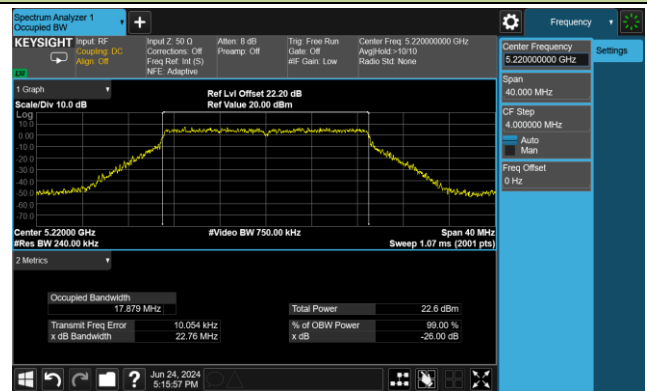 Spectrum Analyzer 1
Occupied BW
+
Frequency
KEYSIGHT
Input: RF
Coupling: DC
Align: Off
Input Z: 50 Ω
Corrections: Off
Freq Ref: Int (S)
NFE: Adaptive
Atten: 8 dB
Preamp: Off
Trig: Free Run
Gate: Off
#IF Gain: Low
Center Freq: 5.220000000 GHz
Avg|Hold:>10/10
Radio Std: None
Center Frequency
5.220000000 GHz
Settings
Span
40.000 MHz
CF Step
4.000000 MHz
Auto
Man
Freq Offset
0 Hz
1 Graph
Scale/Div 10.0 dB
Ref Lvl Offset 22.20 dB
Ref Value 20.00 dBm
Log
10.0
0.00
-10.0
-20.0
-30.0
-40.0
-50.0
-60.0
-70.0
Center 5.22000 GHz
#Res BW 240.00 kHz
#Video BW 750.00 kHz
Span 40 MHz
Sweep 1.07 ms (2001 pts)
2 Metrics
Occupied Bandwidth
17.879 MHz
Total Power 22.6 dBm
Transmit Freq Error 10.054 kHz
% of OBW Power 99.00 %
x dB Bandwidth 22.76 MHz
x dB -26.00 dB
?
Jun 24, 2024
5:15:57 PM